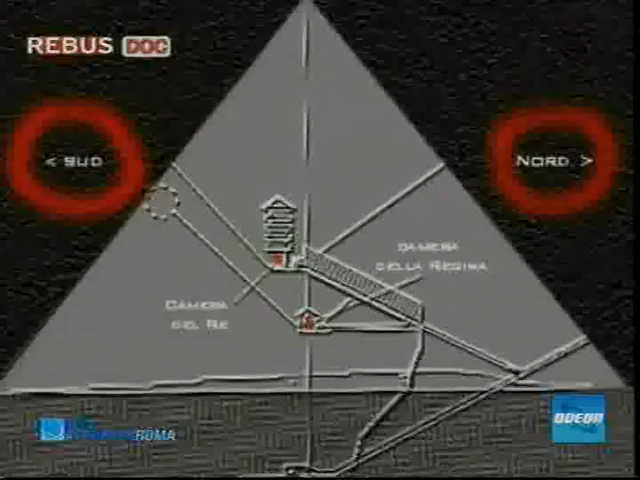 REBUS DOC
< SUD
NORD >
CAMERA
DELLA REGINA
CAMERA
DEL RE
ROMA
ODEON